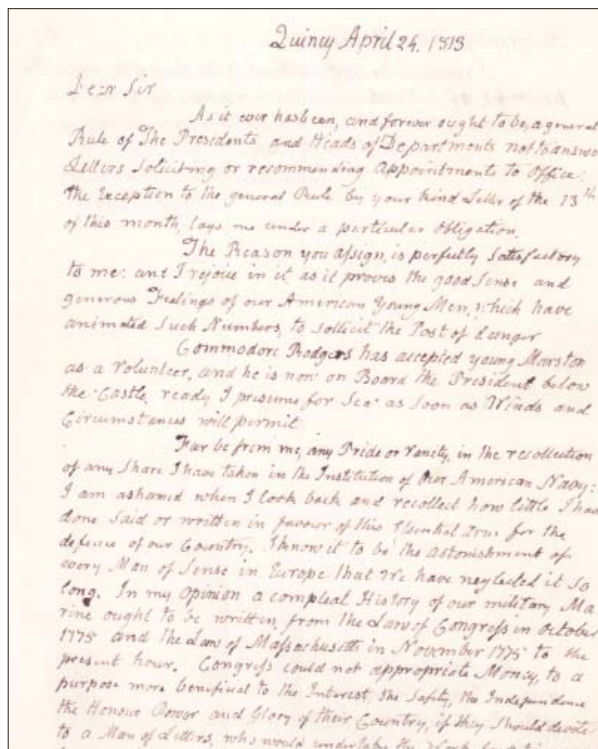 Quincy April 24. 1813
Dear Sir
As it ever has been, and forever ought to be, a general
Rule of The Presidents and Heads of Departments not to answer
Letters Soliciting or recommending Appointments to Office:
the Exception to the general Rule by your kind Letter of the 13th
of this month, lays me under a particular obligation.
The Reason you assign, is perfectly Satisfactory
to me: and I rejoice in it as it proves the good Sense and
generous Feelings of our American Young Men, which have
animated Such Numbers, to sollicit the Post of danger
Commodore Rodgers has accepted young Marston
as a Volunteer, and he is now on Board the President below
the Castle, ready I presume for Sea as Soon as Winds and
Circumstances will permit
Far be from me, any Pride or Vanity, in the recollection
of any Share I have taken in the Institution of our American Navy:
I am ashamed when I look back and recollect how little I have
done Said or written in favour of this Essential Arm for the
defence of our Country. I know it to be the astonishment of
every Man of Sense in Europe that We have neglected it So
long. In my Opinion a compleat History of our military Ma
rine ought to be written, from the Law of Congress in October
1775 and the Law of Massachusetts in November 1775 to the
present hour. Congress could not appropriate Money, to a
purpose more beneficial to the Interest, the Safety, the Independence
the Honour Power and Glory of their Country, if they Should devote
to a Man of Letters, who would undertake the